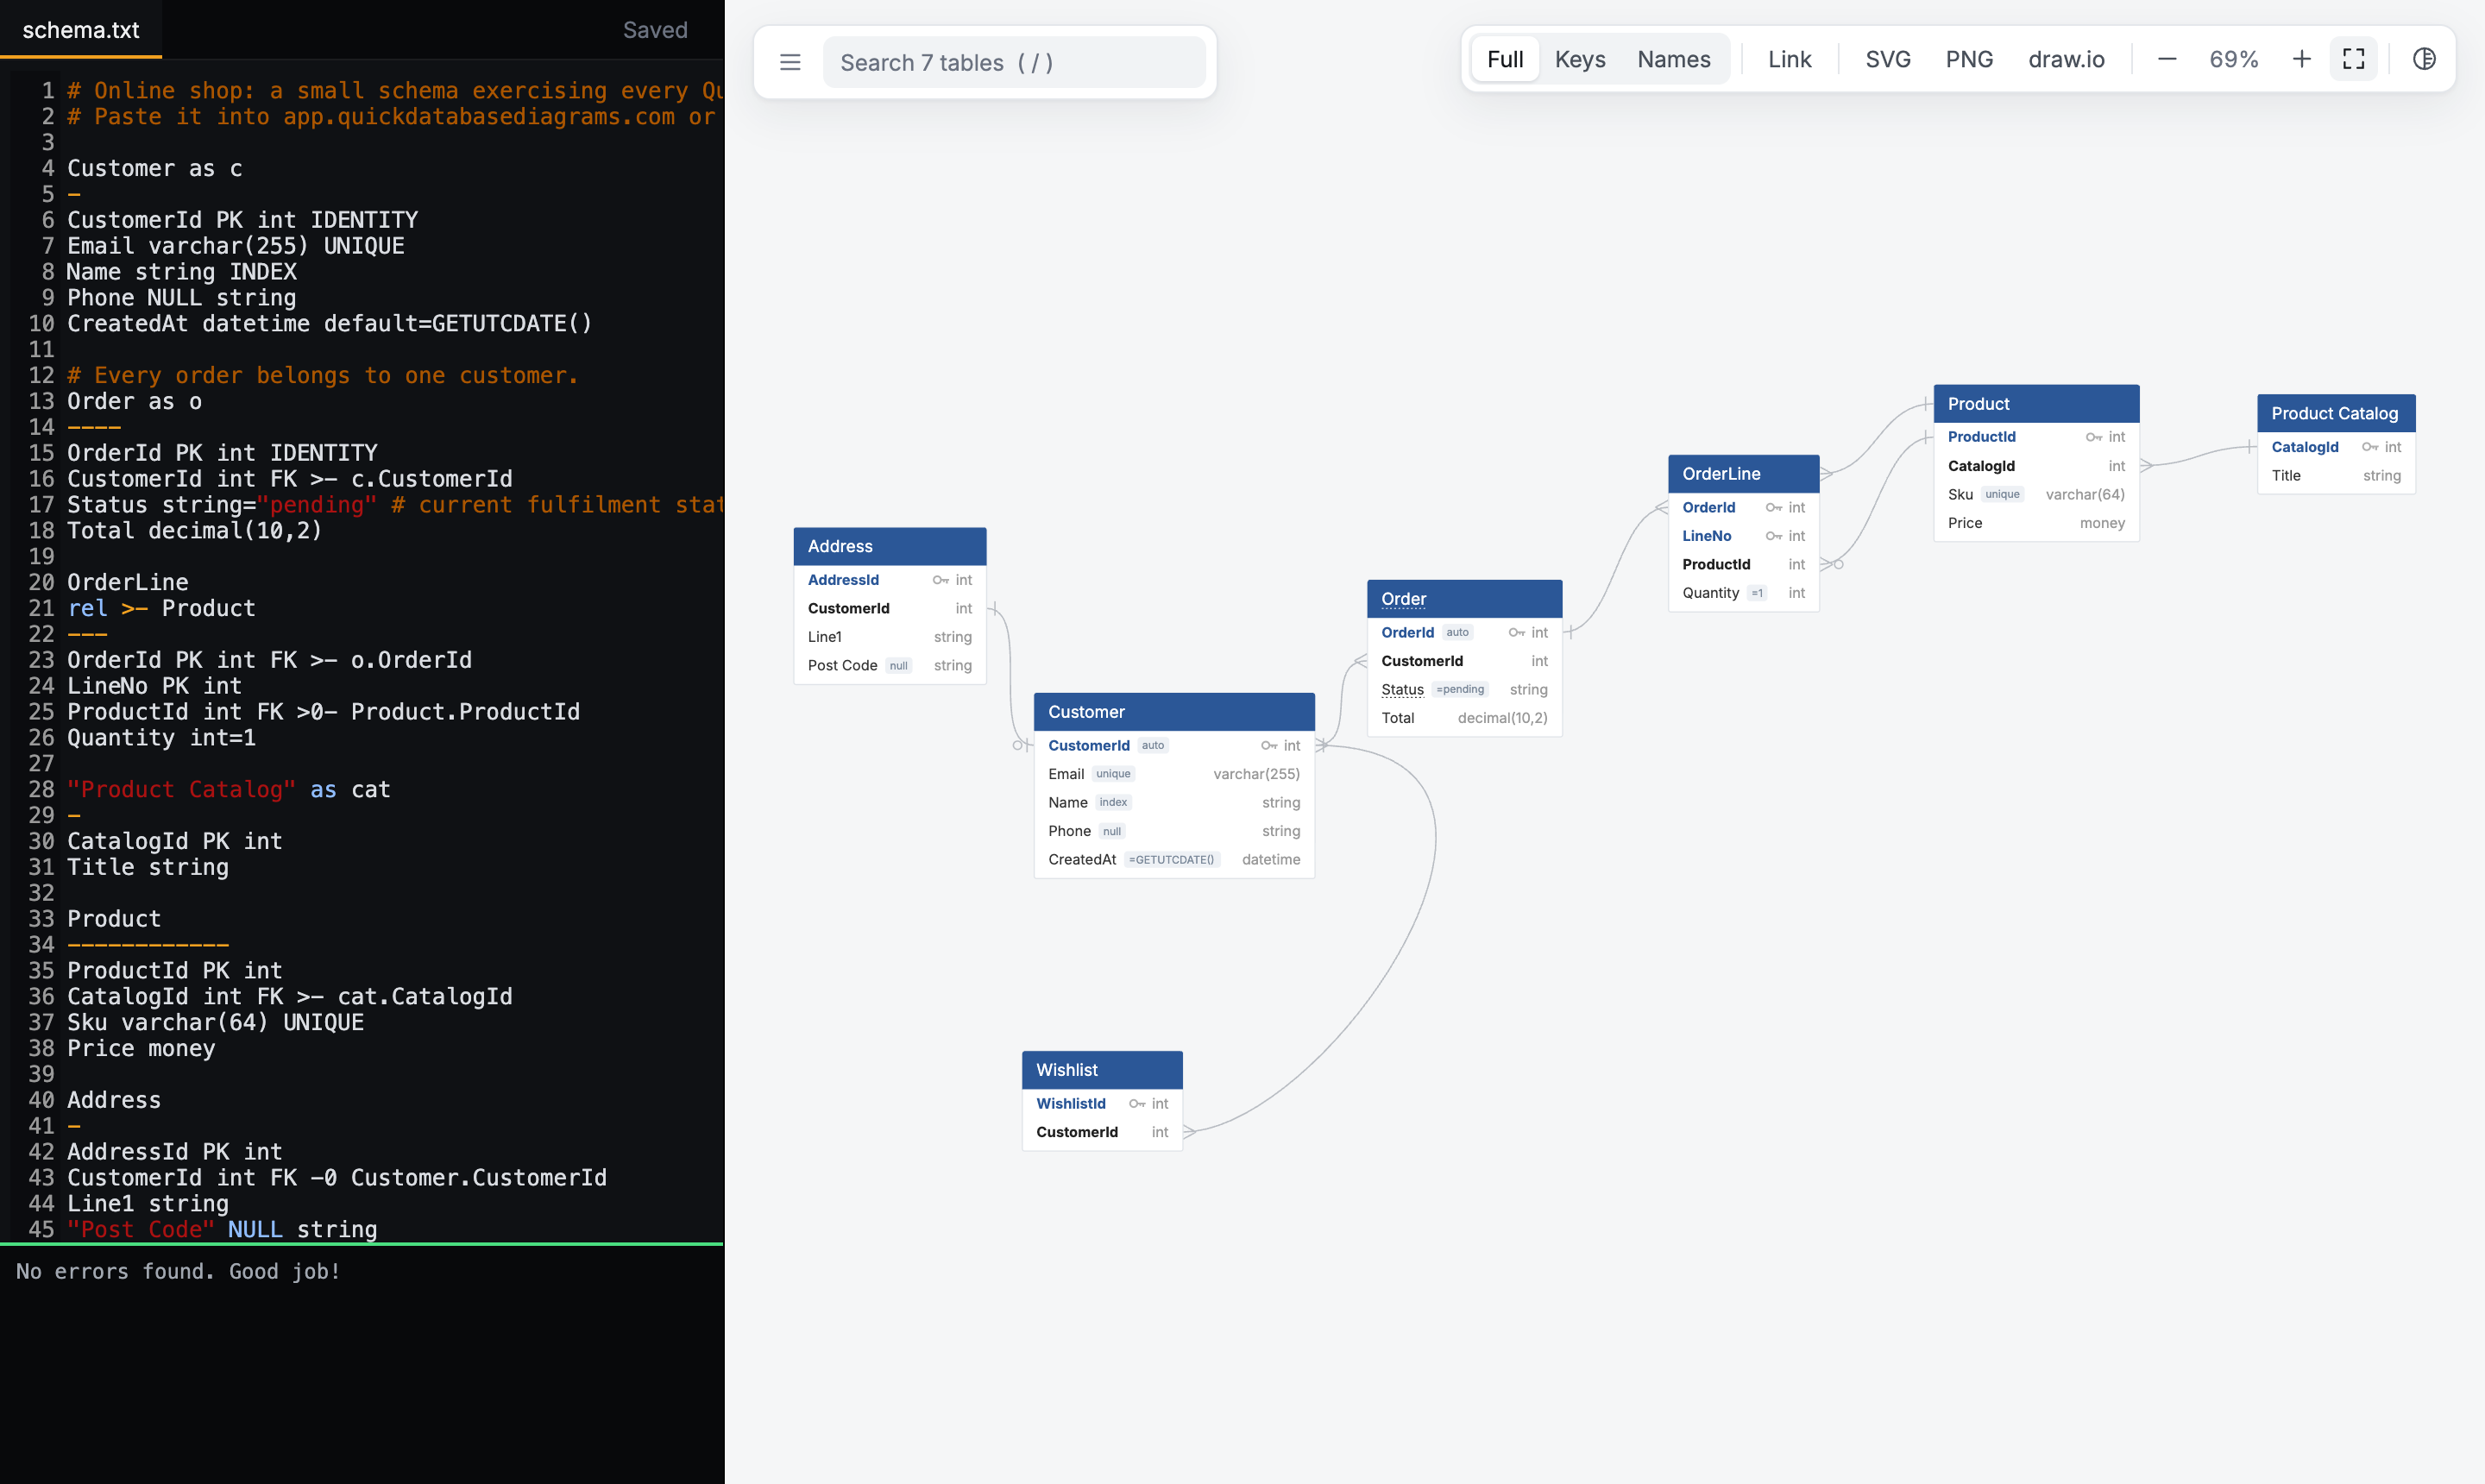 schema.txt
Saved
1 # Online shop: a small schema exercising every Qu
2 # Paste it into app.quickdatabasediagrams.com or
3
4 Customer as c
5 -
6 CustomerId PK int IDENTITY
7 Email varchar(255) UNIQUE
8 Name string INDEX
9 Phone NULL string
10 CreatedAt datetime default=GETUTCDATE()
11
12 # Every order belongs to one customer.
13 Order as o
14 ----
15 OrderId PK int IDENTITY
16 CustomerId int FK >- c.CustomerId
17 Status string="pending" # current fulfilment stat
18 Total decimal(10,2)
19
20 OrderLine
21 rel >- Product
22 ---
23 OrderId PK int FK >- o.OrderId
24 LineNo PK int
25 ProductId int FK >0- Product.ProductId
26 Quantity int=1
27
28 "Product Catalog" as cat
29 -
30 CatalogId PK int
31 Title string
32
33 Product
34 ------------
35 ProductId PK int
36 CatalogId int FK >- cat.CatalogId
37 Sku varchar(64) UNIQUE
38 Price money
39
40 Address
41 -
42 AddressId PK int
43 CustomerId int FK -0 Customer.CustomerId
44 Line1 string
45 "Post Code" NULL string
No errors found. Good job!
Search 7 tables ( / )
Full Keys Names Link SVG PNG draw.io − 69% +
Address
AddressId int
CustomerId int
Line1 string
Post Code null string
Customer
CustomerId auto int
Email unique varchar(255)
Name index string
Phone null string
CreatedAt =GETUTCDATE() datetime
Wishlist
WishlistId int
CustomerId int
Order
OrderId auto int
CustomerId int
Status =pending string
Total decimal(10,2)
OrderLine
OrderId int
LineNo int
ProductId int
Quantity =1 int
Product
ProductId int
CatalogId int
Sku unique varchar(64)
Price money
Product Catalog
CatalogId int
Title string